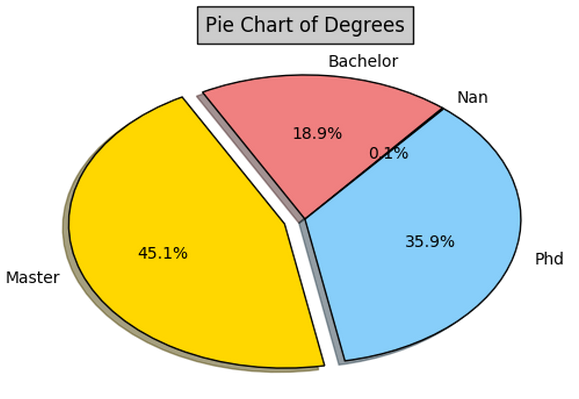 Pie Chart of Degrees
Bachelor
Nan
18.9%
0.1%
35.9%
45.1%
Phd
Master